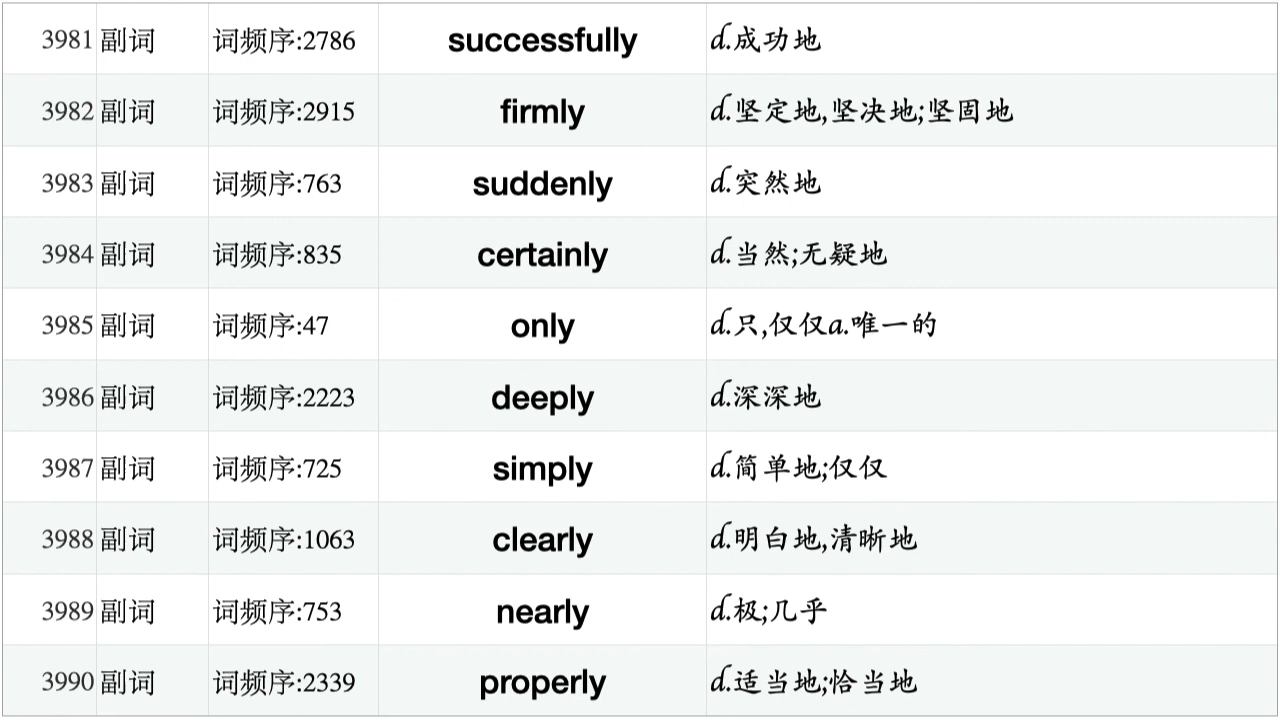 3981 副词 词频序:2786 successfully d.成功地
3982 副词 词频序:2915 firmly d.坚定地,坚决地;坚固地
3983 副词 词频序:763 suddenly d.突然地
3984 副词 词频序:835 certainly d.当然;无疑地
3985 副词 词频序:47 only d.只,仅仅a.唯一的
3986 副词 词频序:2223 deeply d.深深地
3987 副词 词频序:725 simply d.简单地;仅仅
3988 副词 词频序:1063 clearly d.明白地,清晰地
3989 副词 词频序:753 nearly d.极;几乎
3990 副词 词频序:2339 properly d.适当地;恰当地